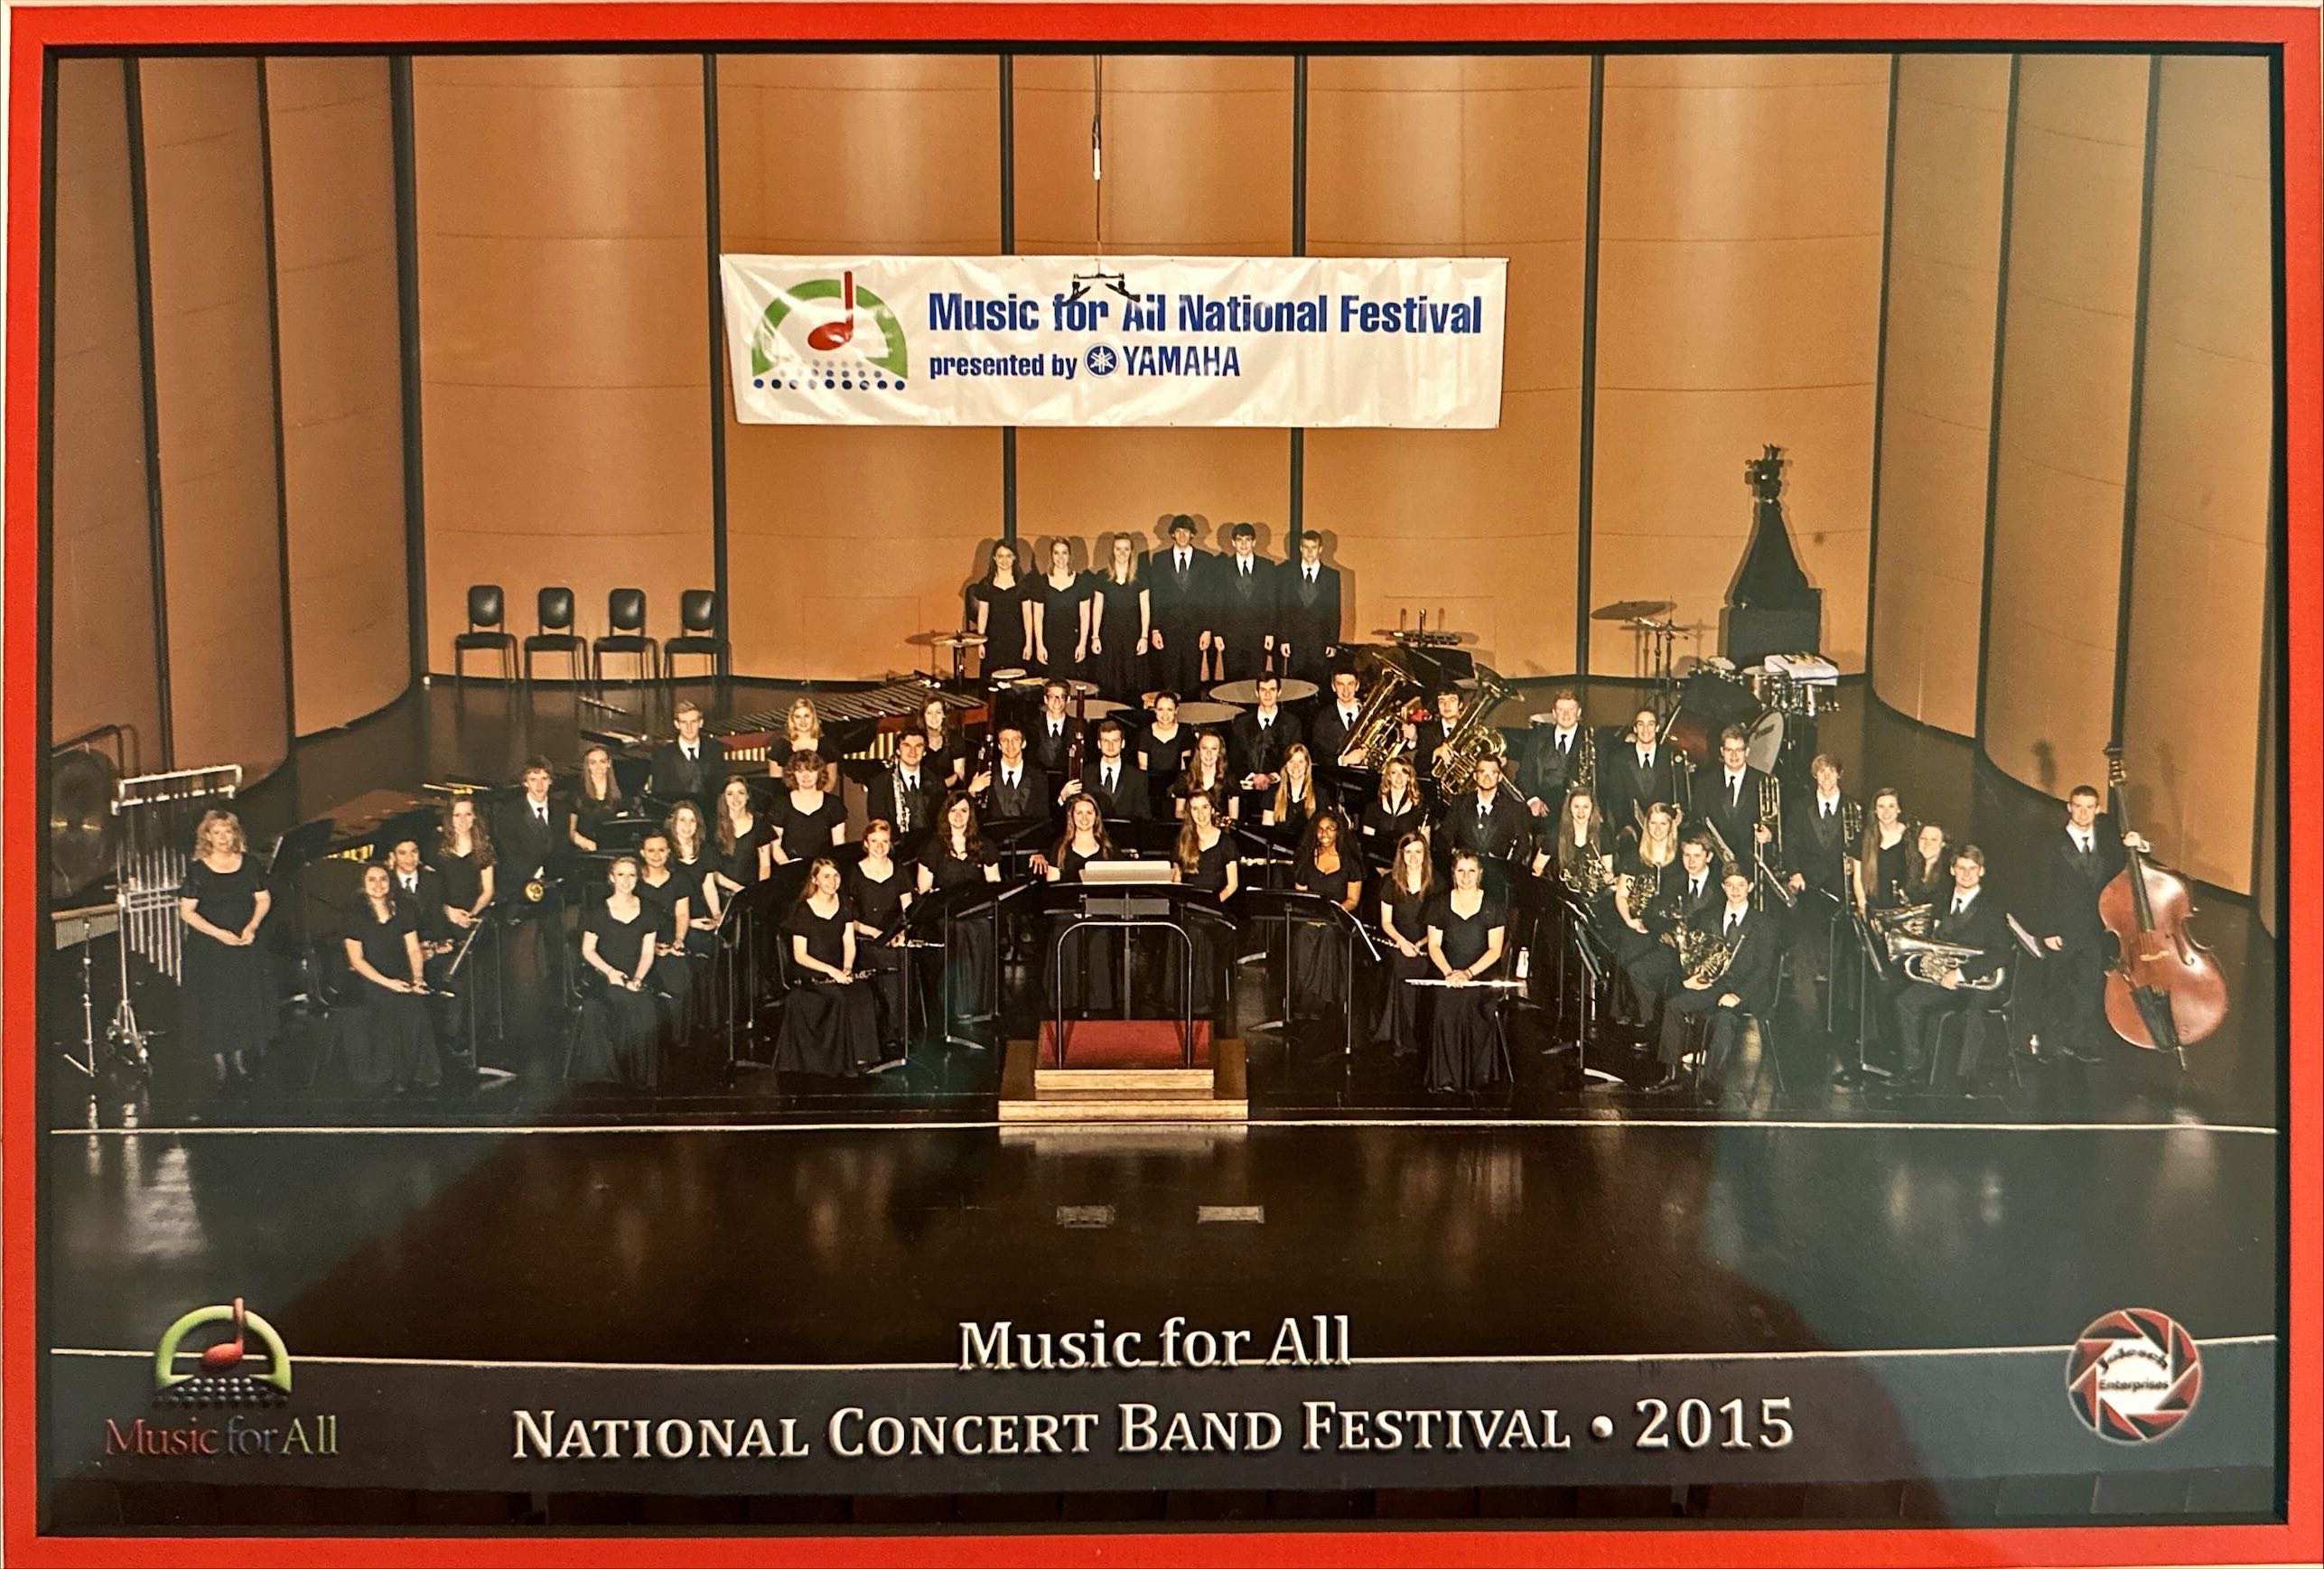 Music for All National Festival
presented by YAMAHA
Music for All
NATIONAL CONCERT BAND FESTIVAL • 2015
Music for All
Jolesch
Enterprises